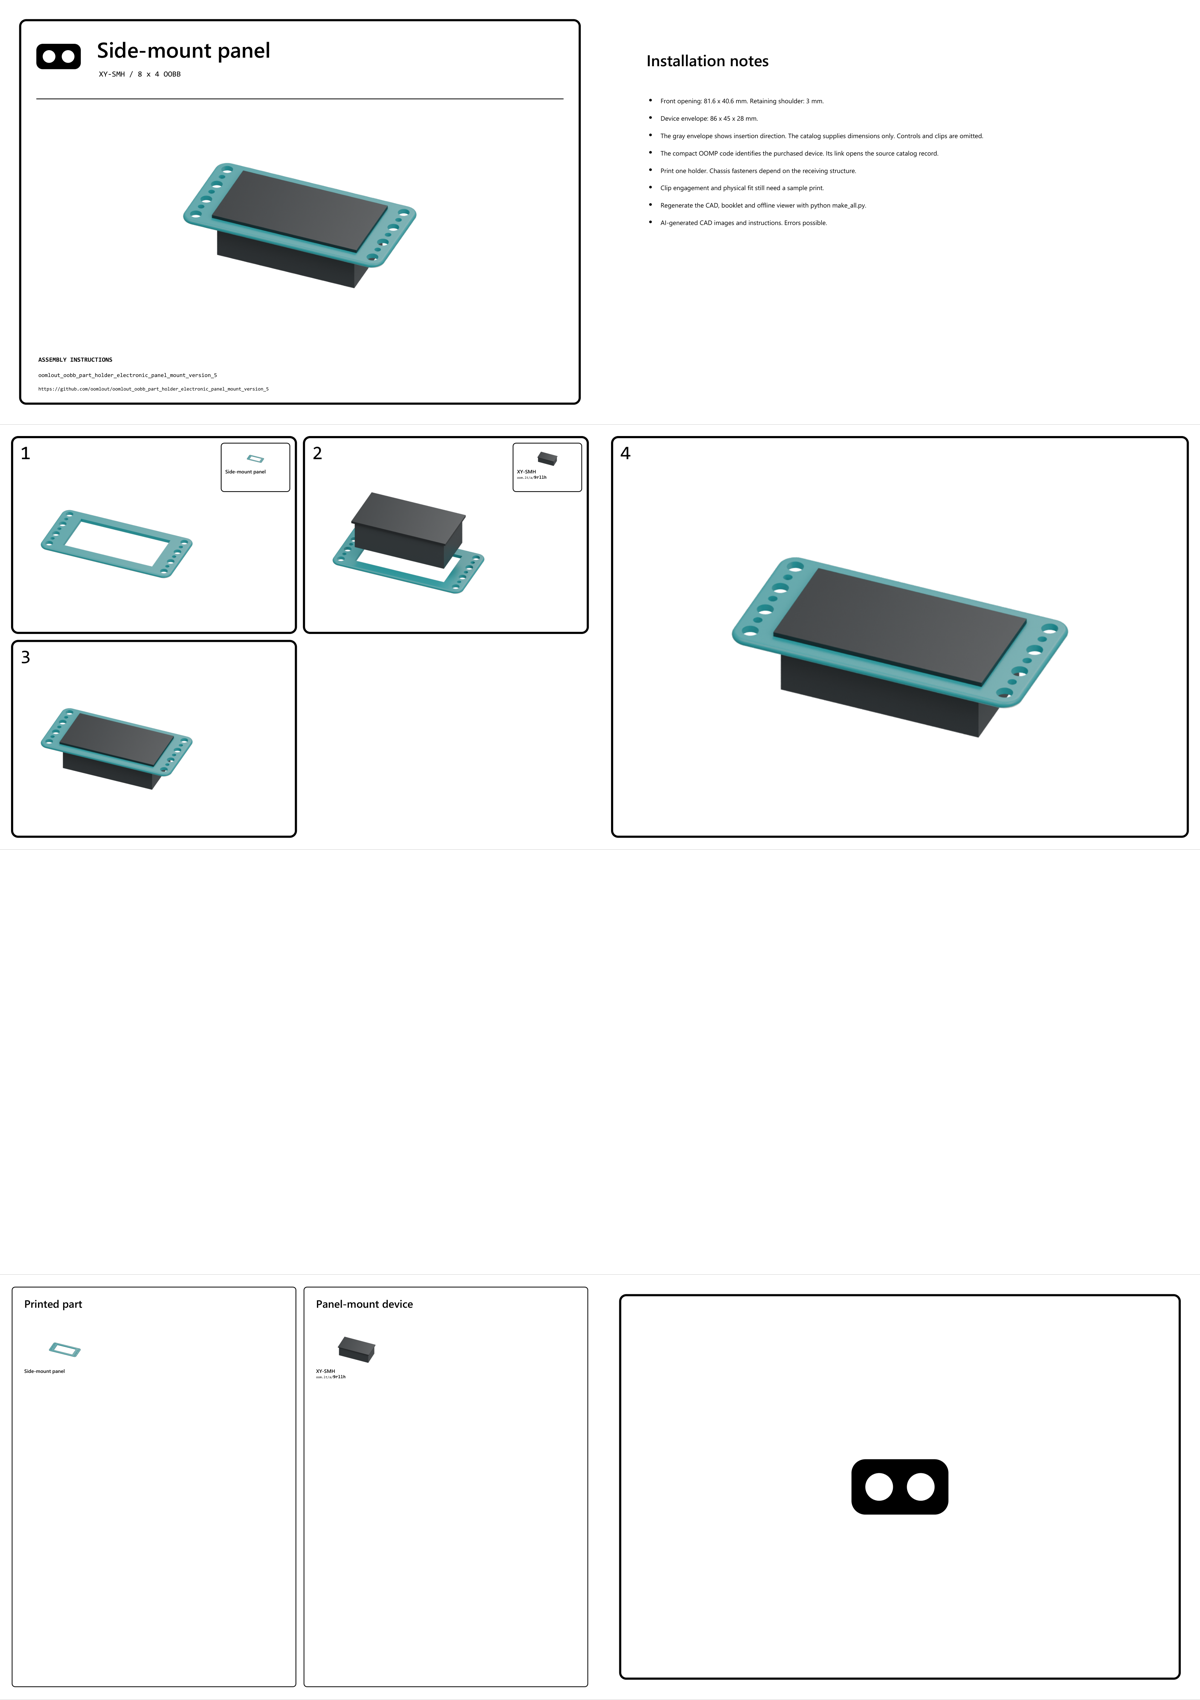 Side-mount panel
XY-SMH / 8 x 4 OOBB
ASSEMBLY INSTRUCTIONS
oomlout_oobb_part_holder_electronic_panel_mount_version_5
https://github.com/oomlout/oomlout_oobb_part_holder_electronic_panel_mount_version_5
Installation notes
• Front opening: 81.6 x 40.6 mm. Retaining shoulder: 3 mm.
• Device envelope: 86 x 45 x 28 mm.
• The gray envelope shows insertion direction. The catalog supplies dimensions only. Controls and clips are omitted.
• The compact OOMP code identifies the purchased device. Its link opens the source catalog record.
• Print one holder. Chassis fasteners depend on the receiving structure.
• Clip engagement and physical fit still need a sample print.
• Regenerate the CAD, booklet and offline viewer with python make_all.py.
• AI-generated CAD images and instructions. Errors possible.
1
Side-mount panel
2
XY-SMH
3
4
Printed part
Side-mount panel
Panel-mount device
XY-SMH